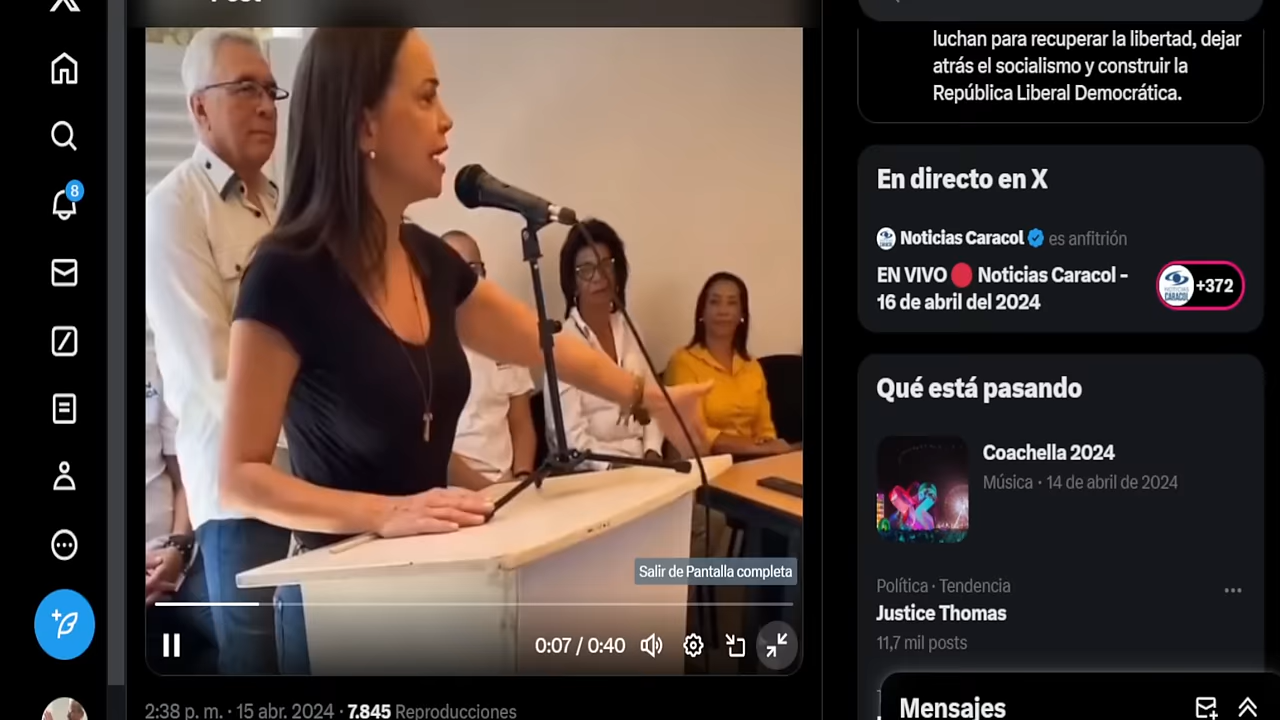 Post
8
Salir de Pantalla completa
0:07 / 0:40
2:38 p. m. · 15 abr. 2024 · 7.845 Reproducciones
luchan para recuperar la libertad, dejar
atrás el socialismo y construir la
República Liberal Democrática.
En directo en X
Noticias Caracol es anfitrión
EN VIVO🔴 Noticias Caracol -
16 de abril del 2024
+372
Qué está pasando
Coachella 2024
Música · 14 de abril de 2024
Política · Tendencia
Justice Thomas
11,7 mil posts
Mensajes